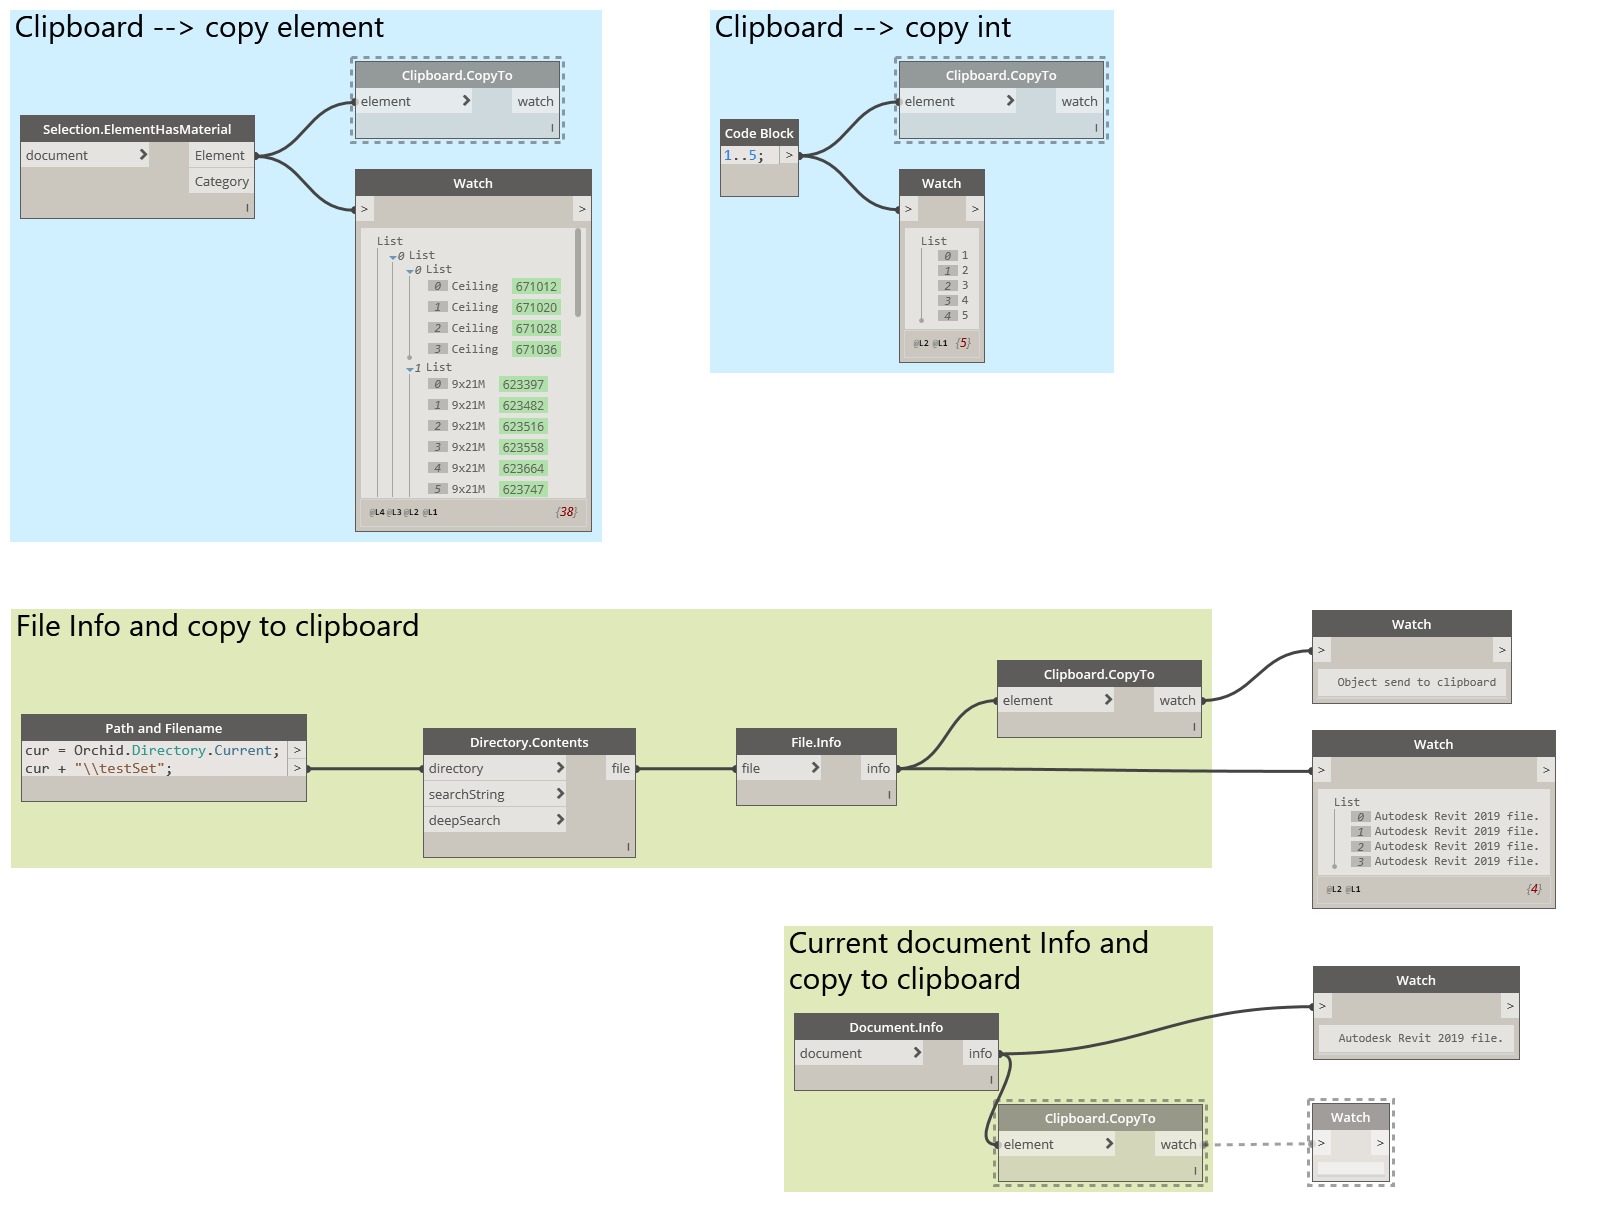 Clipboard --> copy element
Clipboard.CopyTo
element > watch
I
Selection.ElementHasMaterial
document > Element
Category
I
Watch
> >
List
0 List
0 List
0 Ceiling 671012
1 Ceiling 671020
2 Ceiling 671028
3 Ceiling 671036
1 List
0 9x21M 623397
1 9x21M 623482
2 9x21M 623516
3 9x21M 623558
4 9x21M 623664
5 9x21M 623747
@L4 @L3 @L2 @L1 {38}
Clipboard --> copy int
Clipboard.CopyTo
element > watch
I
Code Block
1..5; >
Watch
> >
List
0 1
1 2
2 3
3 4
4 5
@L2 @L1 {5}
File Info and copy to clipboard
Path and Filename
cur = Orchid.Directory.Current; >
cur + "\\testSet"; >
Directory.Contents
directory > file
searchString >
deepSearch >
I
File.Info
file > info
I
Clipboard.CopyTo
element > watch
I
Watch
> >
Object send to clipboard
Watch
> >
List
0 Autodesk Revit 2019 file.
1 Autodesk Revit 2019 file.
2 Autodesk Revit 2019 file.
3 Autodesk Revit 2019 file.
@L2 @L1 {4}
Current document Info and
copy to clipboard
Document.Info
document > info
I
Clipboard.CopyTo
element > watch
I
Watch
> >
Autodesk Revit 2019 file.
Watch
> >